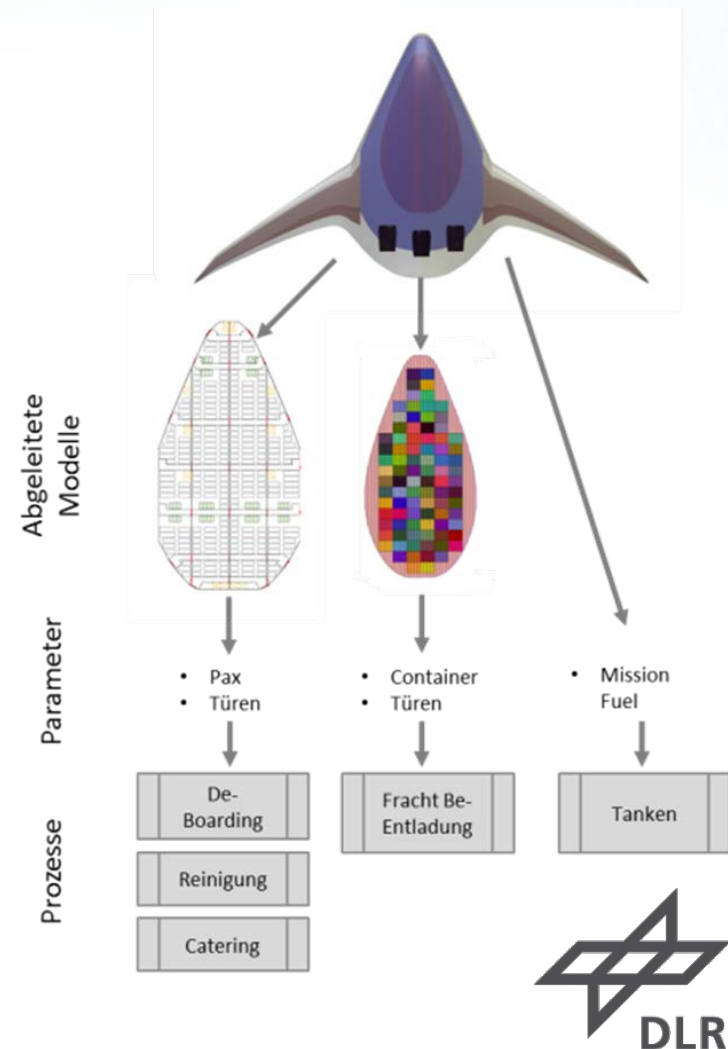 Abgeleitete
Modelle
Parameter
• Pax
• Türen
• Container
• Türen
• Mission
Fuel
Prozesse
De-
Boarding
Reinigung
Catering
Fracht Be-
Entladung
Tanken
DLR